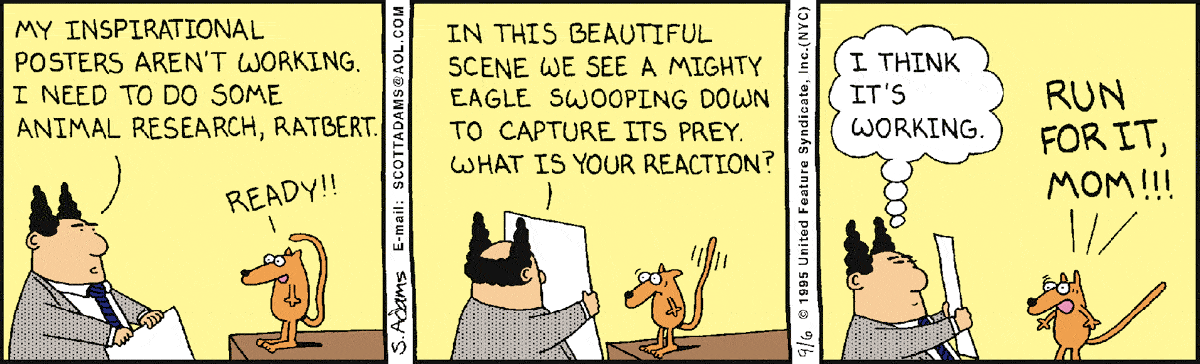 MY INSPIRATIONAL
POSTERS AREN'T WORKING.
I NEED TO DO SOME
ANIMAL RESEARCH, RATBERT.
READY!!
S. Adams E-mail: SCOTTADAMS@AOL.COM
IN THIS BEAUTIFUL
SCENE WE SEE A MIGHTY
EAGLE SWOOPING DOWN
TO CAPTURE ITS PREY.
WHAT IS YOUR REACTION?
9/6 © 1995 United Feature Syndicate, Inc.(NYC)
I THINK
IT'S
WORKING.
RUN
FOR IT,
MOM!!!